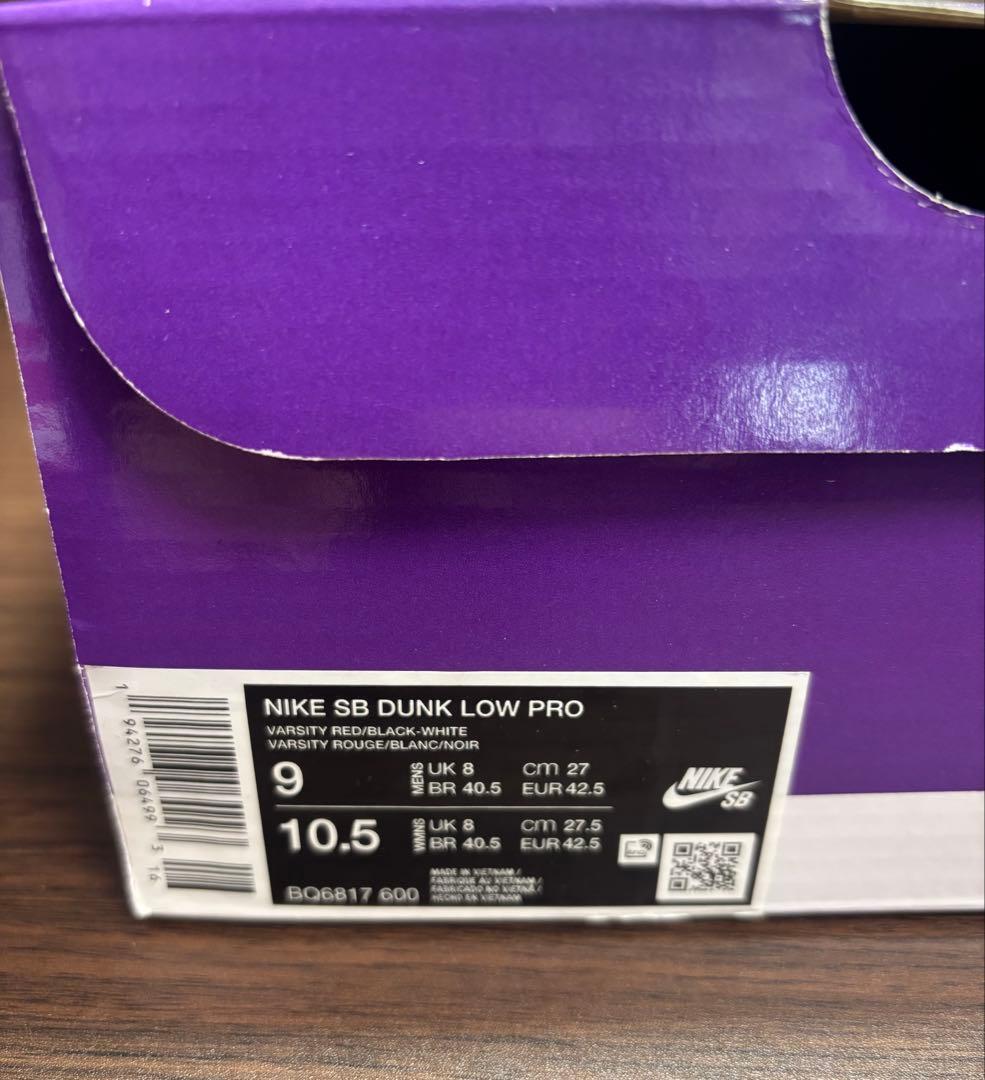 NIKE SB DUNK LOW PRO
VARSITY RED/BLACK-WHITE
VARSITY ROUGE/BLANC/NOIR
9 MENS UK 8 cm 27
BR 40.5 EUR 42.5
10.5 WMNS UK 8 cm 27.5
BR 40.5 EUR 42.5
BQ6817 600
MADE IN VIETNAM /
FABRIQUE AU VIETNAM /
FABRICADO NO VIETNÃ /
HECHO EN VIETNAM
NIKE
SB
1 94276 06499 3 16